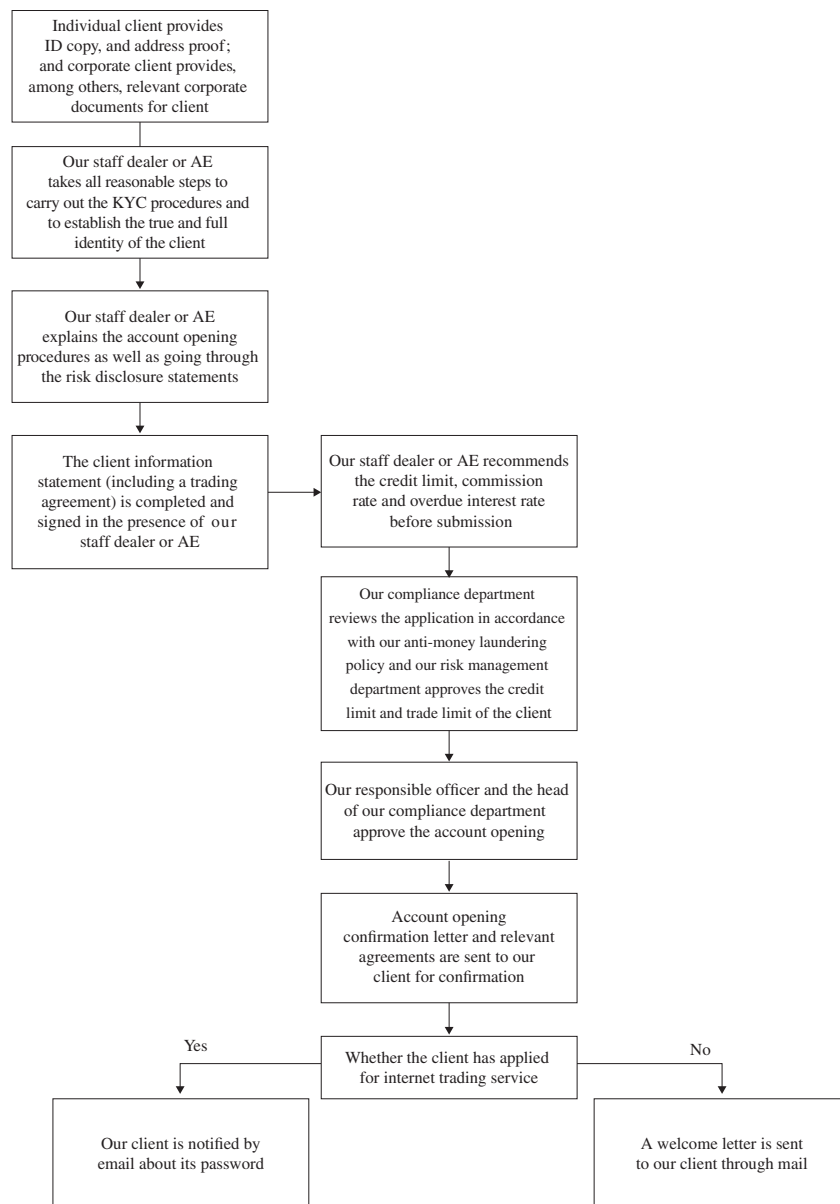 Individual client provides
ID copy, and address proof;
and corporate client provides,
among others, relevant corporate
documents for client
Our staff dealer or AE
takes all reasonable steps to
carry out the KYC procedures and
to establish the true and full
identity of the client
Our staff dealer or AE
explains the account opening
procedures as well as going through
the risk disclosure statements
The client information
statement (including a trading
agreement) is completed and
signed in the presence of our
staff dealer or AE
Our staff dealer or AE recommends
the credit limit, commission
rate and overdue interest rate
before submission
Our compliance department
reviews the application in accordance
with our anti-money laundering
policy and our risk management
department approves the credit
limit and trade limit of the client
Our responsible officer and the head
of our compliance department
approve the account opening
Account opening
confirmation letter and relevant
agreements are sent to our
client for confirmation
Whether the client has applied
for internet trading service
Yes
No
Our client is notified by
email about its password
A welcome letter is sent
to our client through mail